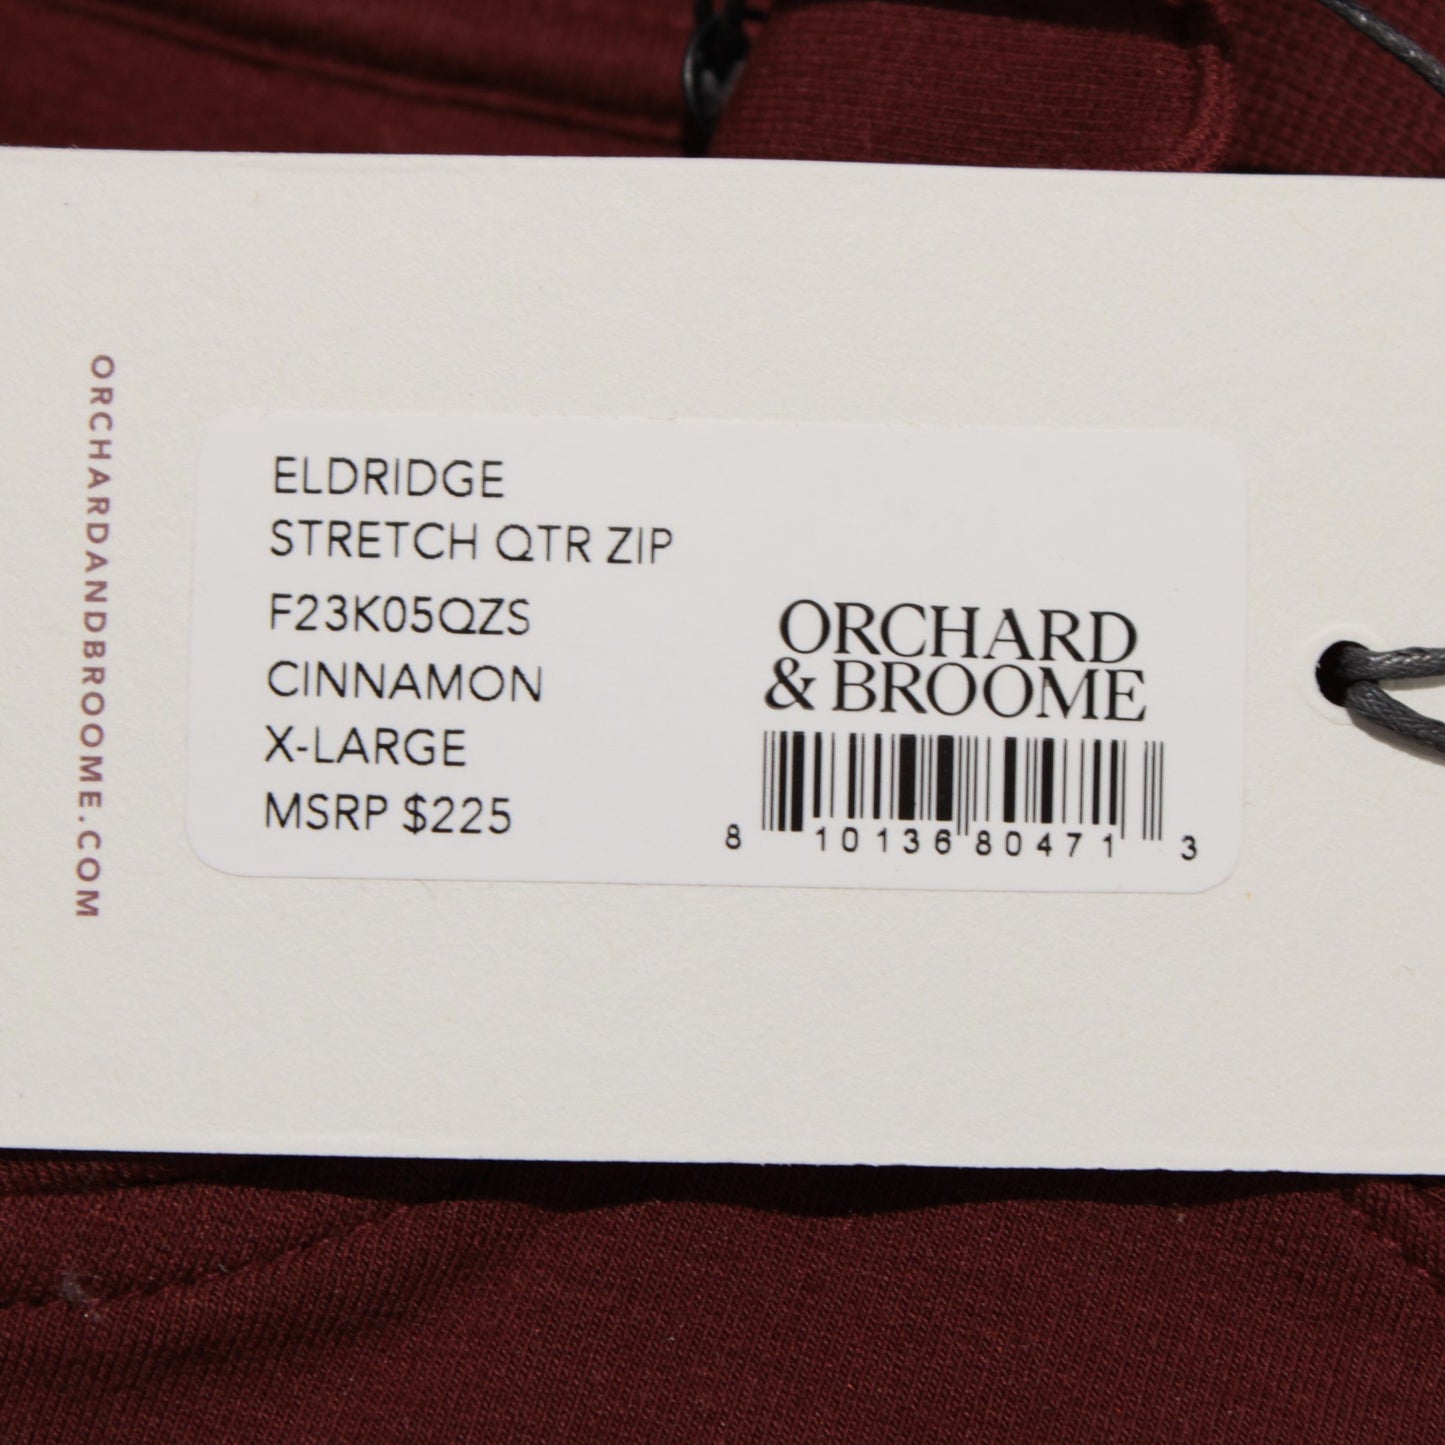 ORCHARDANDBROOME.COM
ELDRIDGE
STRETCH QTR ZIP
F23K05QZS
CINNAMON
X-LARGE
MSRP $225
ORCHARD
& BROOME
8 10136 80471 3